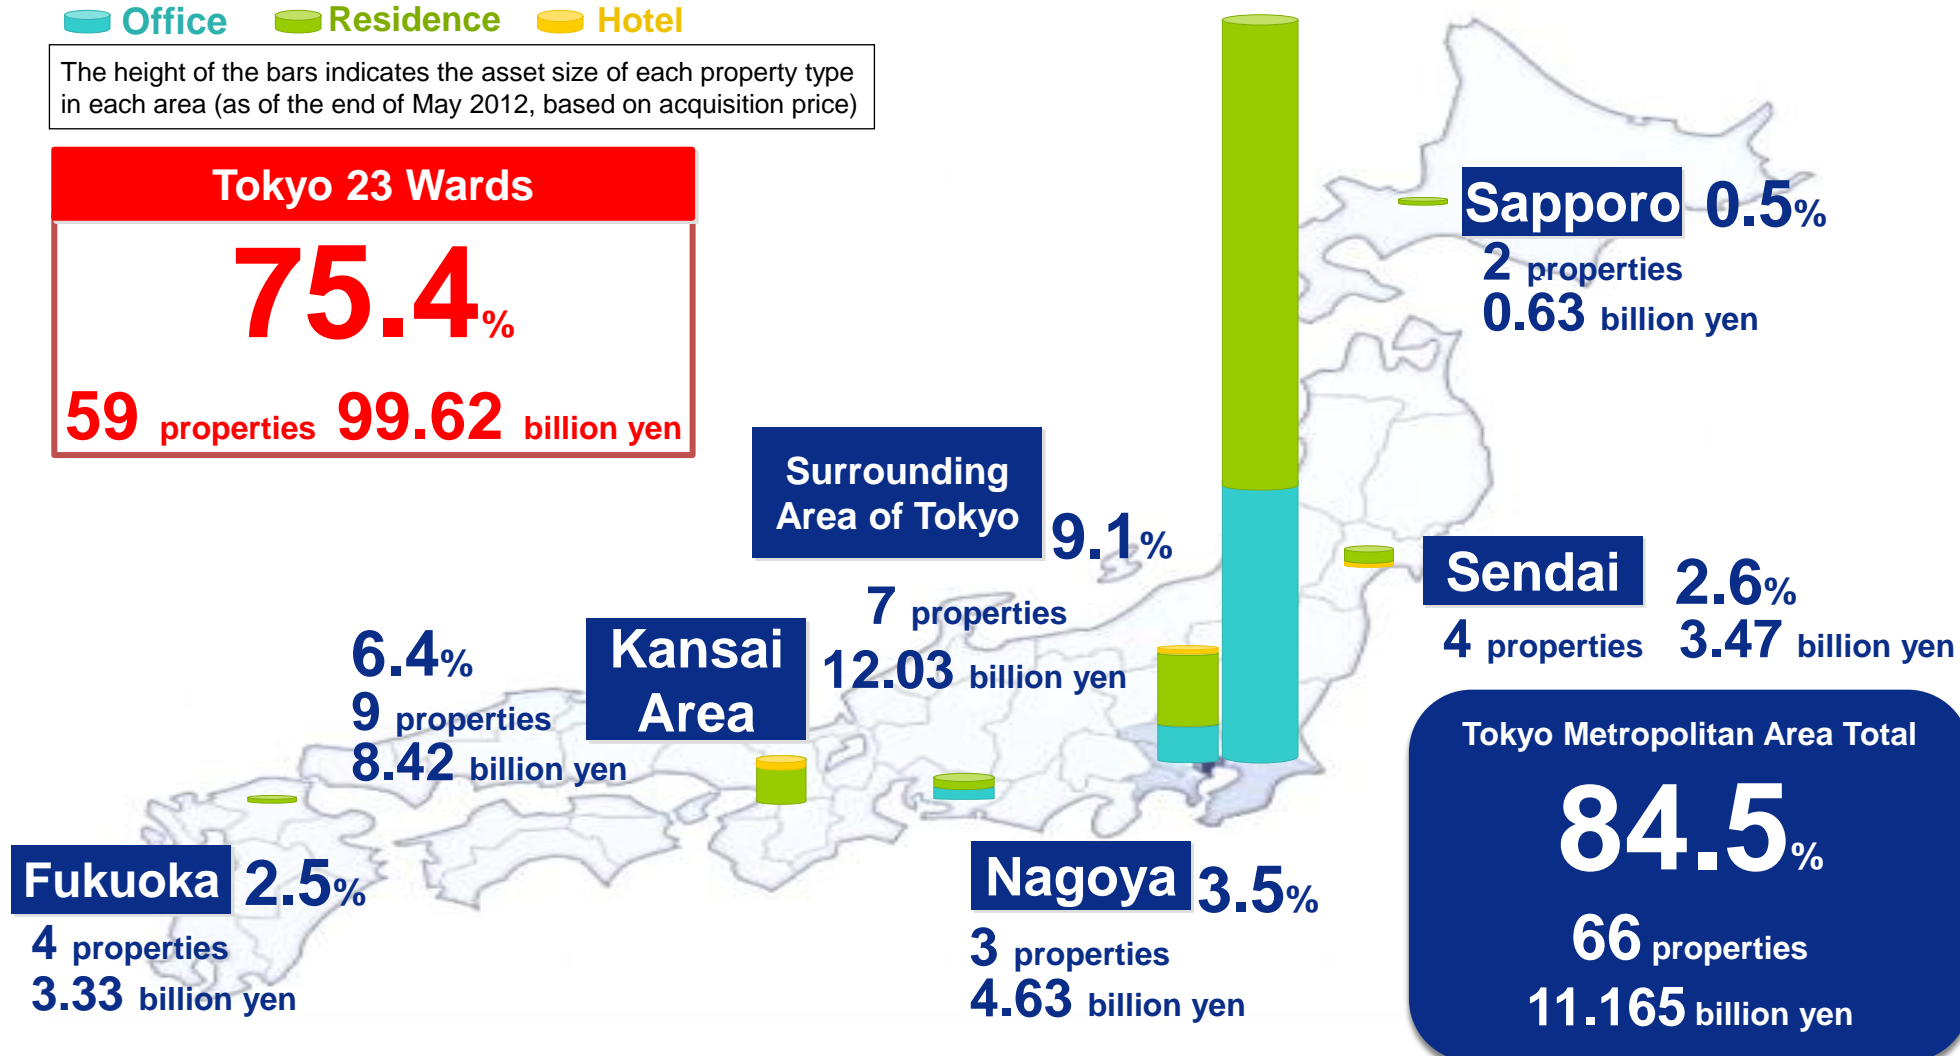 Office Residence Hotel
The height of the bars indicates the asset size of each property type
in each area (as of the end of May 2012, based on acquisition price)
Tokyo 23 Wards
75.4%
59 properties 99.62 billion yen
Sapporo 0.5%
2 properties
0.63 billion yen
Surrounding
Area of Tokyo
9.1%
7 properties
12.03 billion yen
Sendai 2.6%
4 properties 3.47 billion yen
Kansai
Area
6.4%
9 properties
8.42 billion yen
Tokyo Metropolitan Area Total
84.5%
66 properties
11.165 billion yen
Fukuoka 2.5%
4 properties
3.33 billion yen
Nagoya 3.5%
3 properties
4.63 billion yen